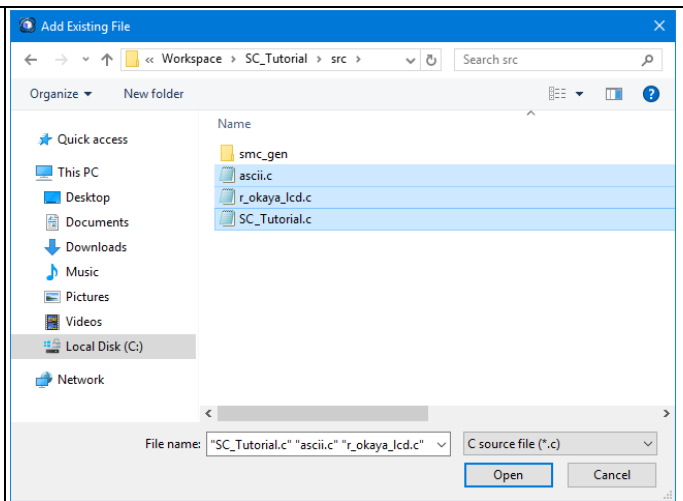 Add Existing File
« Workspace › SC_Tutorial › src ›
Search src
Organize
New folder
Name
Quick access
This PC
Desktop
Documents
Downloads
Music
Pictures
Videos
Local Disk (C:)
Network
smc_gen
ascii.c
r_okaya_lcd.c
SC_Tutorial.c
File name: "SC_Tutorial.c" "ascii.c" "r_okaya_lcd.c"
C source file (*.c)
Open
Cancel